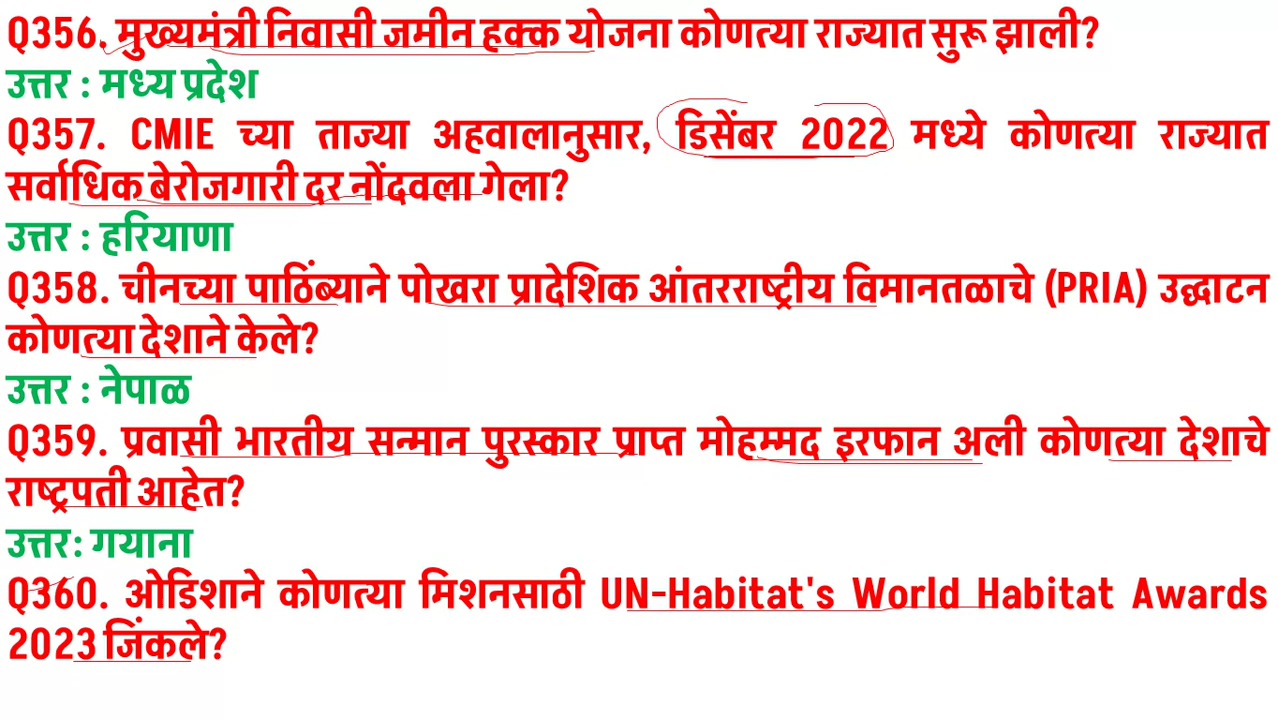 Q356. मुख्यमंत्री निवासी जमीन हक्क योजना कोणत्या राज्यात सुरू झाली?
उत्तर : मध्य प्रदेश
Q357. CMIE च्या ताज्या अहवालानुसार, डिसेंबर 2022 मध्ये कोणत्या राज्यात
सर्वाधिक बेरोजगारी दर नोंदवला गेला?
उत्तर : हरियाणा
Q358. चीनच्या पाठिंब्याने पोखरा प्रादेशिक आंतरराष्ट्रीय विमानतळाचे (PRIA) उद्घाटन
कोणत्या देशाने केले?
उत्तर : नेपाळ
Q359. प्रवासी भारतीय सन्मान पुरस्कार प्राप्त मोहम्मद इरफान अली कोणत्या देशाचे
राष्ट्रपती आहेत?
उत्तर: गयाना
Q360. ओडिशाने कोणत्या मिशनसाठी UN-Habitat's World Habitat Awards
2023 जिंकले?